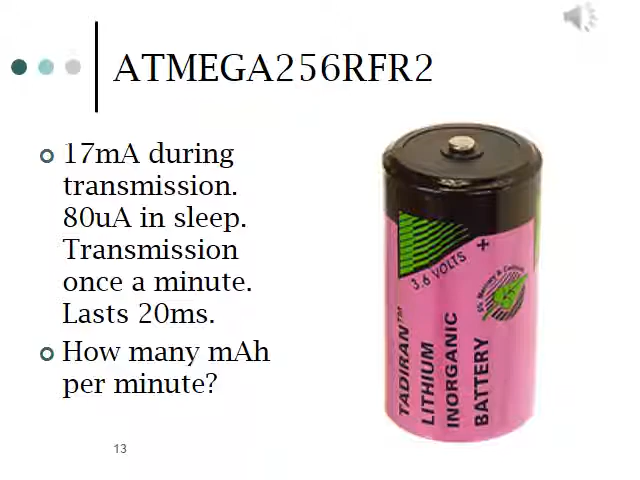 ATMEGA256RFR2
17mA during
transmission.
80uA in sleep.
Transmission
once a minute.
Lasts 20ms.
How many mAh
per minute?
3.6 VOLTS +
TADIRAN™
LITHIUM
INORGANIC
BATTERY
13